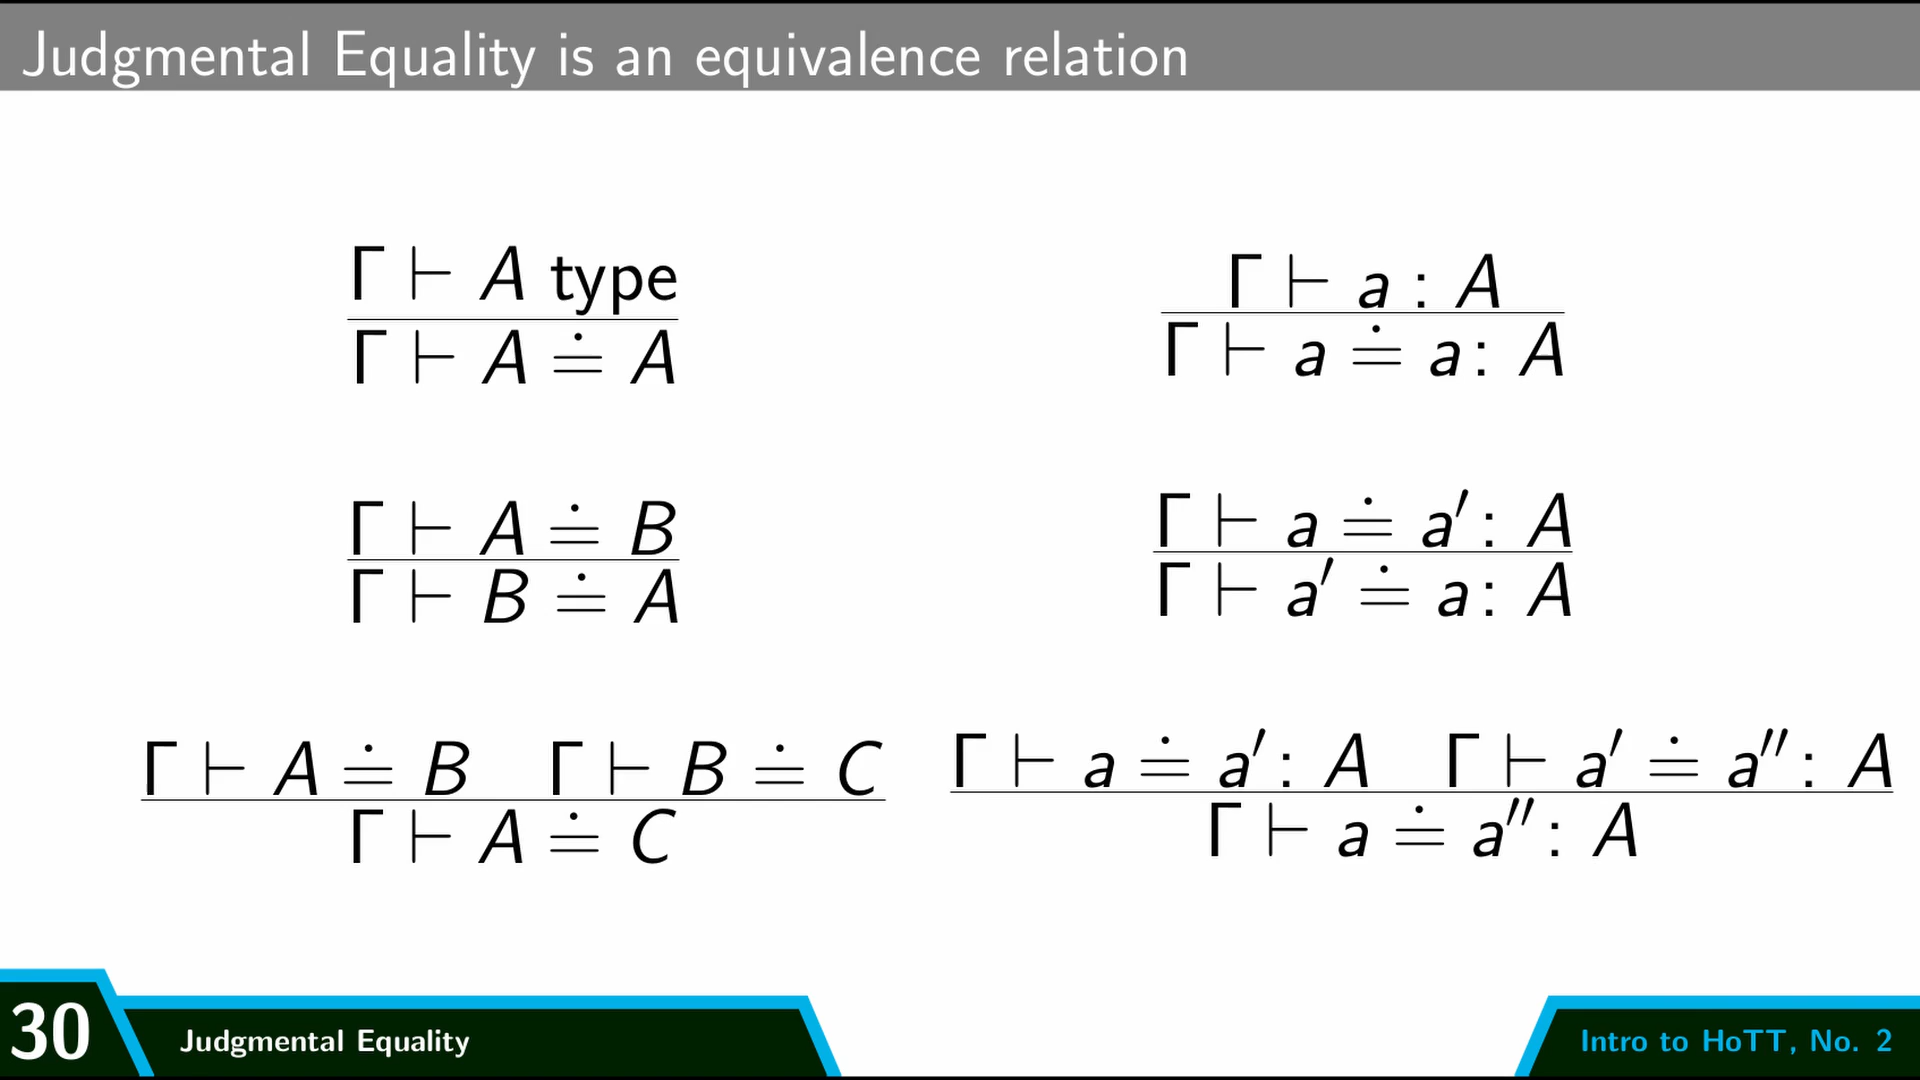 Judgmental Equality is an equivalence relation
Γ ⊢ A type
Γ ⊢ A ≐ A
Γ ⊢ a : A
Γ ⊢ a ≐ a : A
Γ ⊢ A ≐ B
Γ ⊢ B ≐ A
Γ ⊢ a ≐ a′ : A
Γ ⊢ a′ ≐ a : A
Γ ⊢ A ≐ B Γ ⊢ B ≐ C
Γ ⊢ A ≐ C
Γ ⊢ a ≐ a′ : A Γ ⊢ a′ ≐ a″ : A
Γ ⊢ a ≐ a″ : A
30
Judgmental Equality
Intro to HoTT, No. 2